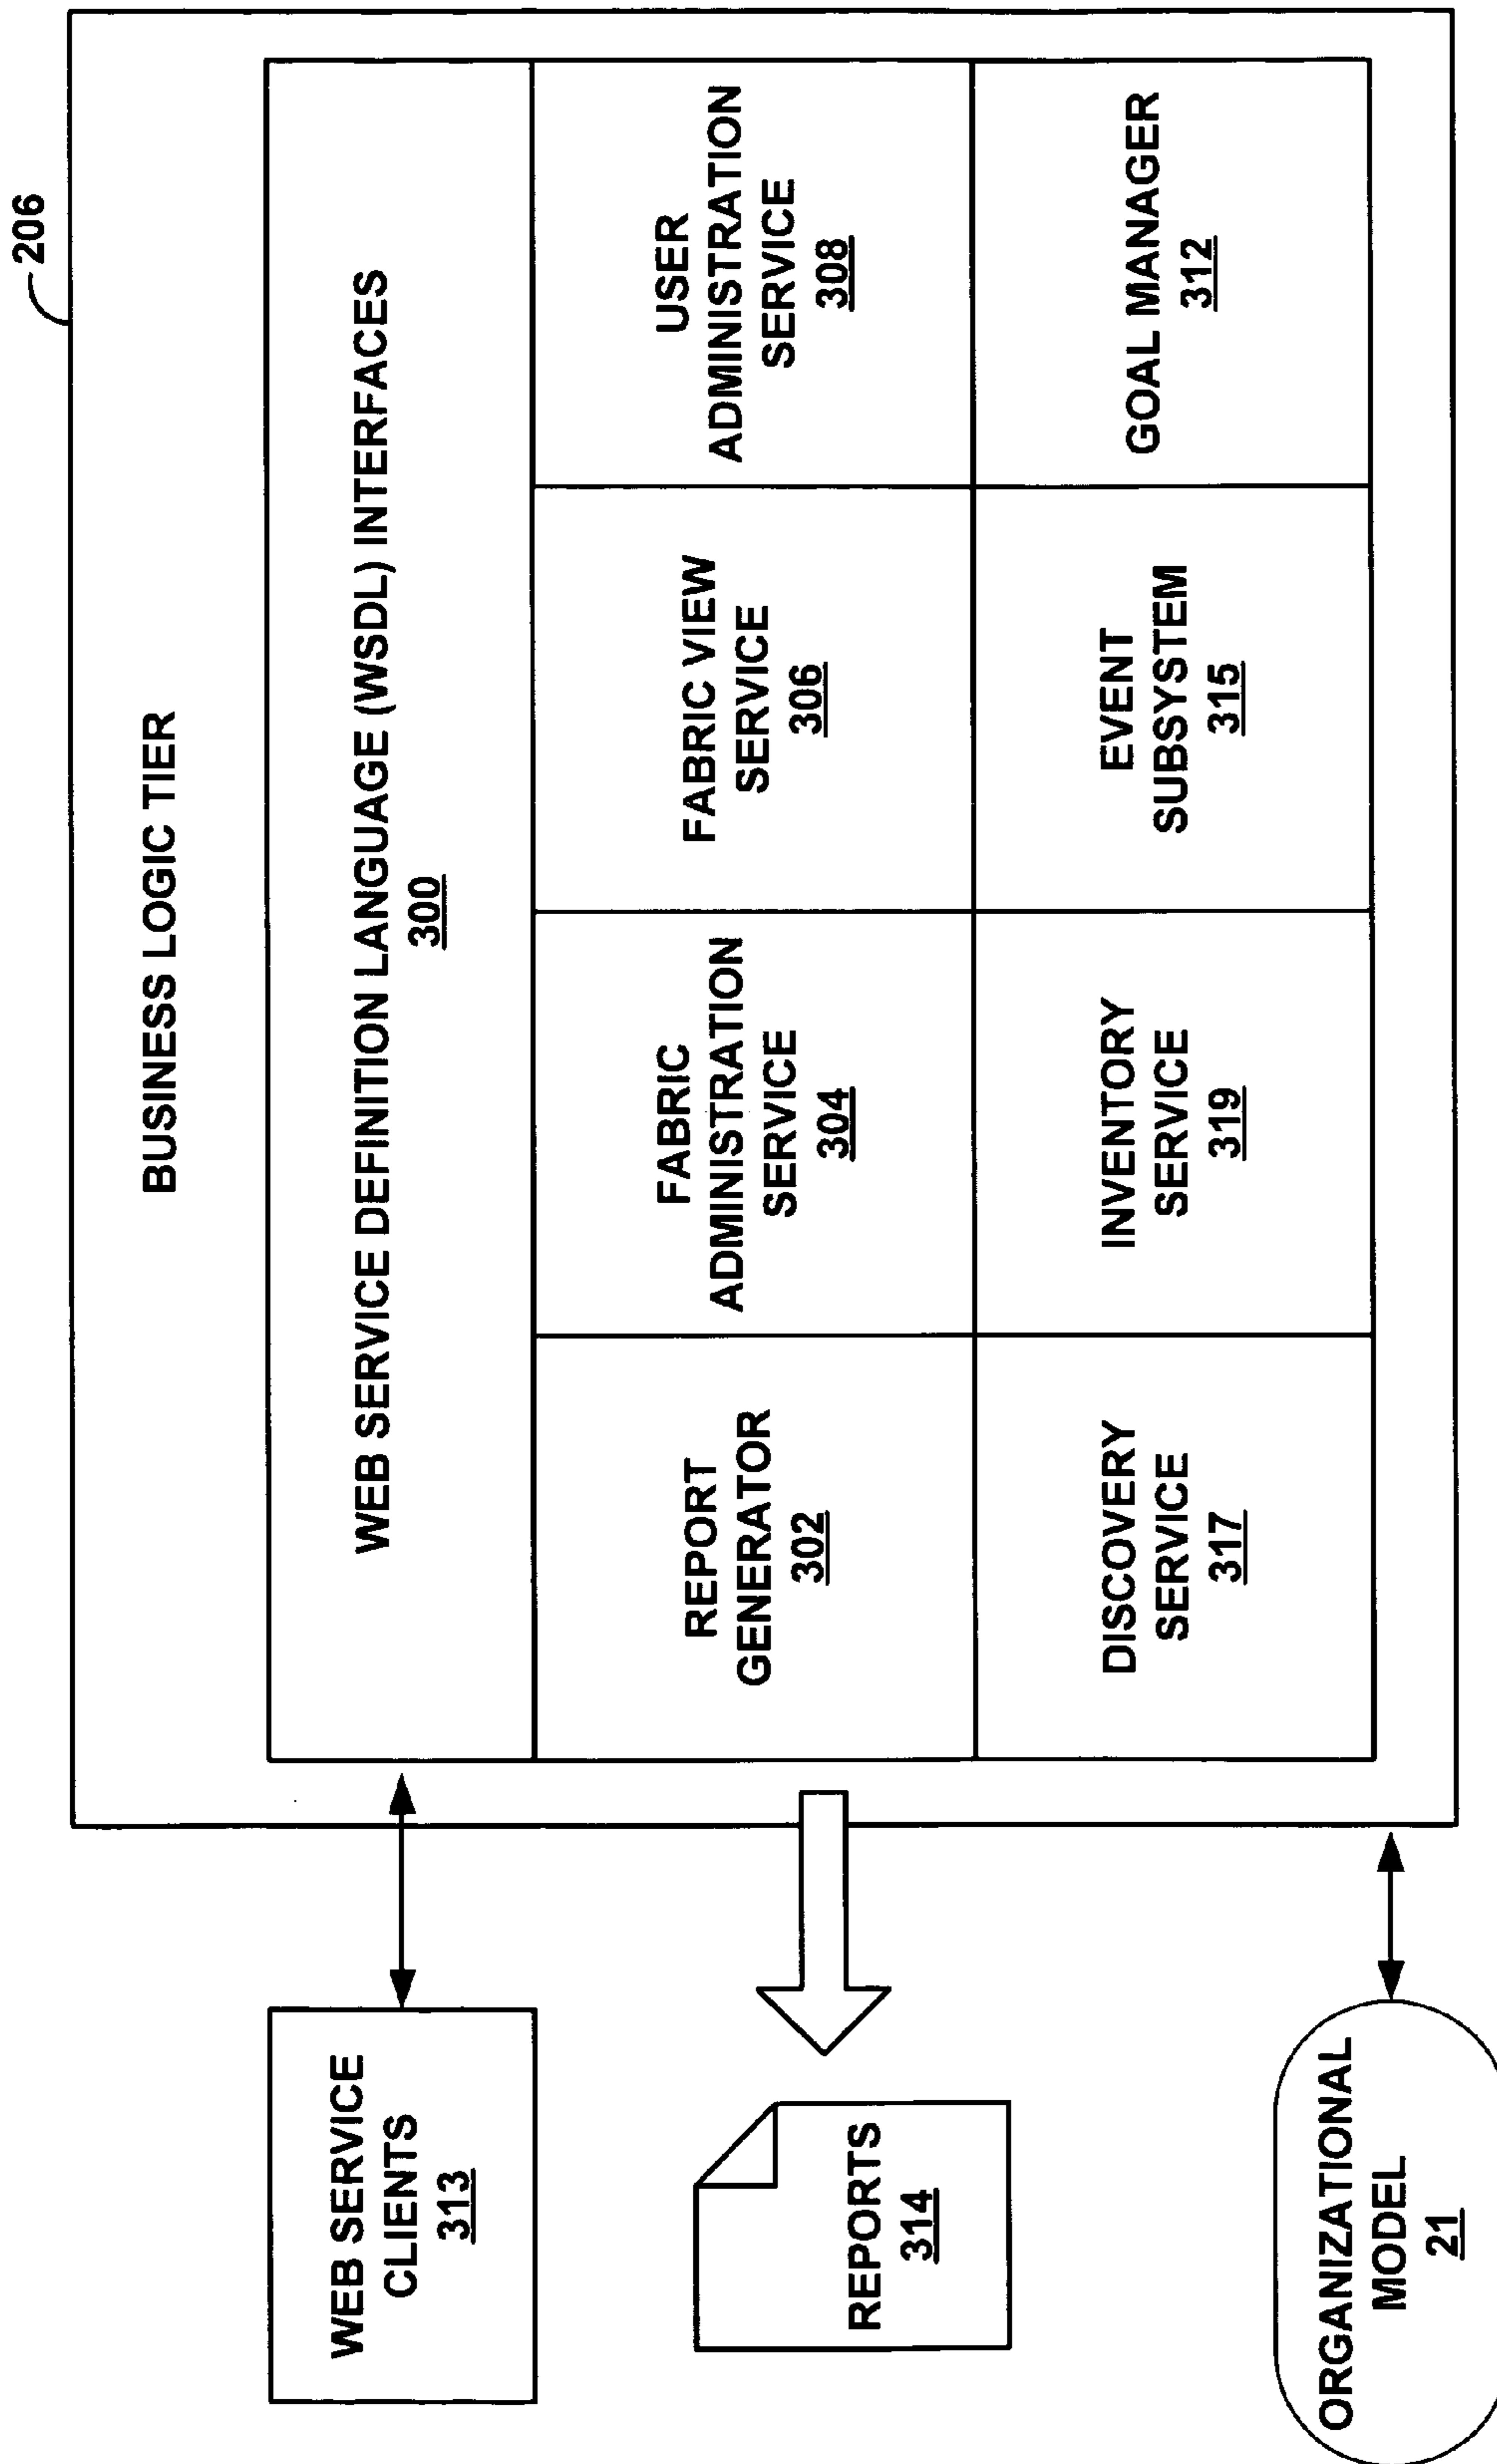 206
BUSINESS LOGIC TIER
WEB SERVICE DEFINITION LANGUAGE (WSDL) INTERFACES
300
REPORT
GENERATOR
302
FABRIC
ADMINISTRATION
SERVICE
304
FABRIC VIEW
SERVICE
306
USER
ADMINISTRATION
SERVICE
308
DISCOVERY
SERVICE
317
INVENTORY
SERVICE
319
EVENT
SUBSYSTEM
315
GOAL MANAGER
312
WEB SERVICE
CLIENTS
313
REPORTS
314
ORGANIZATIONAL
MODEL
21